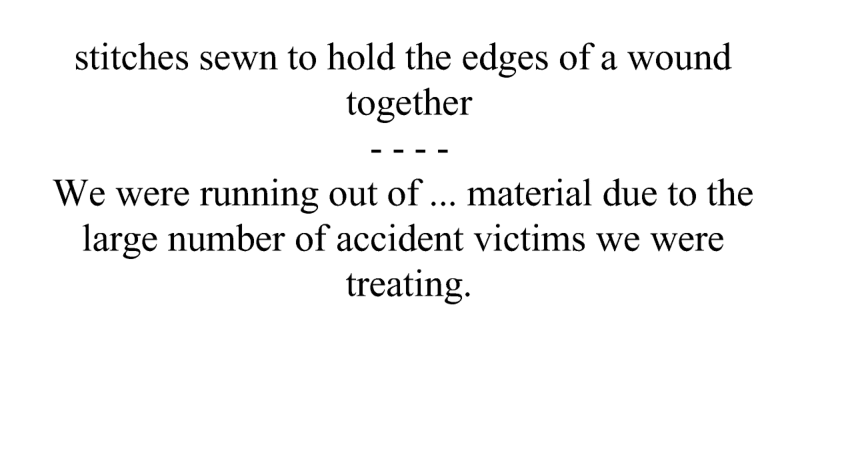 stitches sewn to hold the edges of a wound
together
- - - -
We were running out of ... material due to the
large number of accident victims we were
treating.